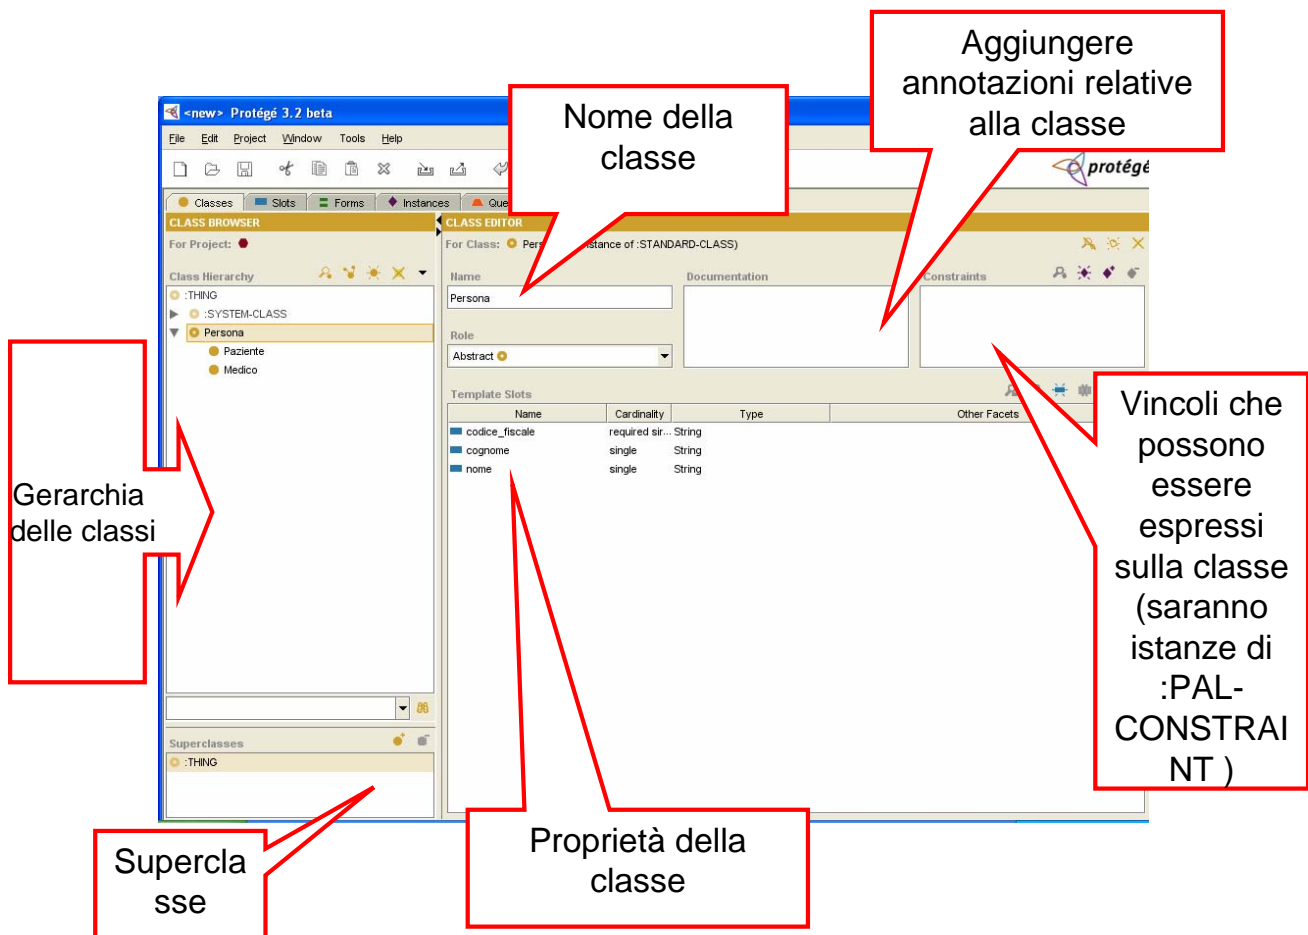 Aggiungere
annotazioni relative
alla classe
Nome della
classe
<new> Protégé 3.2 beta
File Edit Project Window Tools Help
protégé
Classes Slots Forms Instances
CLASS BROWSER
For Project:
Class Hierarchy
:THING
:SYSTEM-CLASS
Persona
Paziente
Medico
Superclasses
:THING
CLASS EDITOR
For Class: :STANDARD-CLASS)
Name
Persona
Documentation
Constraints
Role
Abstract
Template Slots
Name Cardinality Type Other Facets
codice_fiscale required sin... String
cognome single String
nome single String
Gerarchia
delle classi
Vincoli che
possono
essere
espressi
sulla classe
(saranno
istanze di
:PAL-
CONSTRAI
NT )
Supercla
sse
Proprietà della
classe